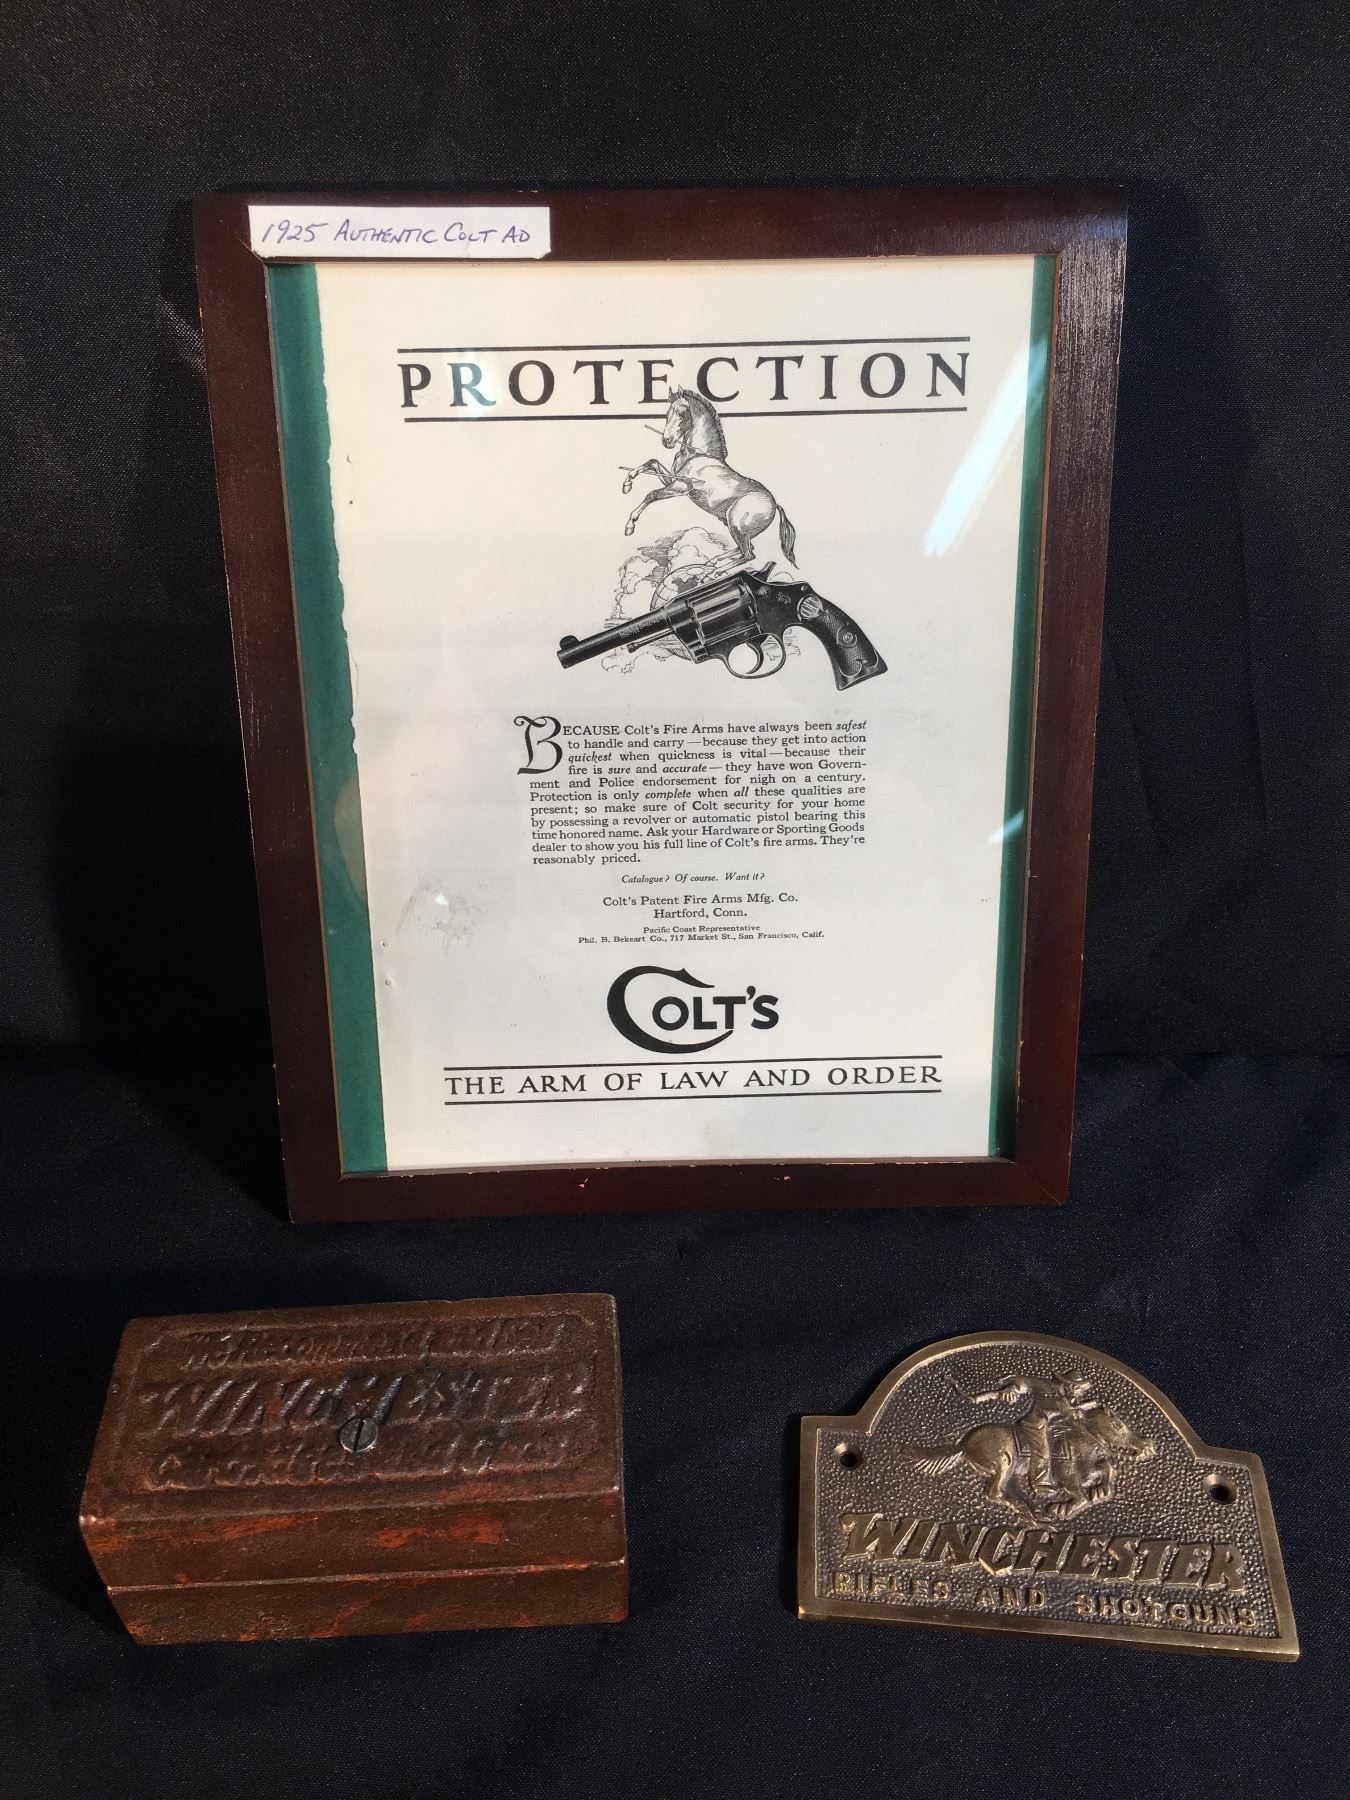 1925 AUTHENTIC COLT AD
PROTECTION
BECAUSE Colt's Fire Arms have always been safest
to handle and carry—because they get into action
quickest when quickness is vital—because their
fire is sure and accurate—they have won Govern-
ment and Police endorsement for nigh on a century.
Protection is only complete when all these qualities are
present; so make sure of Colt security for your home
by possessing a revolver or automatic pistol bearing this
time honored name. Ask your Hardware or Sporting Goods
dealer to show you his full line of Colt's fire arms. They're
reasonably priced.
Catalogue? Of course. Want it?
Colt's Patent Fire Arms Mfg. Co.
Hartford, Conn.
Pacific Coast Representative
Phil. B. Bekeart Co., 717 Market St., San Francisco, Calif.
COLT'S
THE ARM OF LAW AND ORDER
We Recommend
WINCHESTER
Cartridges and Guns
WINCHESTER
RIFLES AND SHOTGUNS